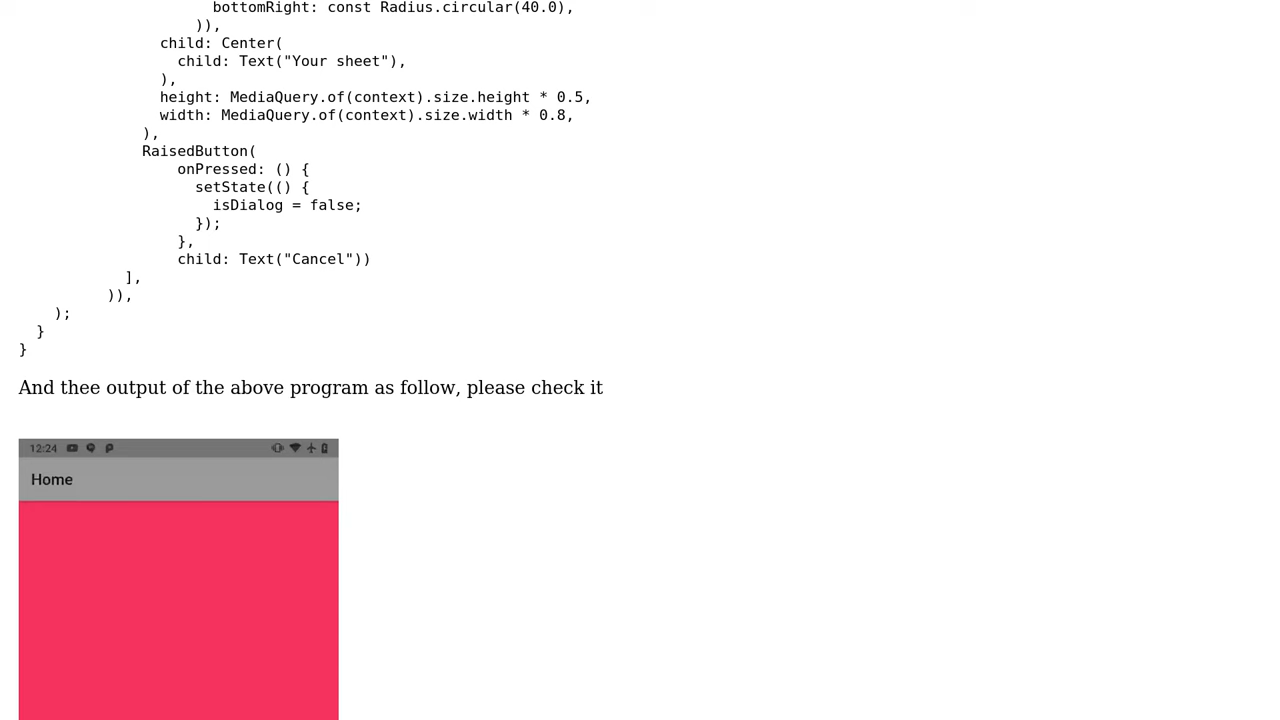 bottomRight: const Radius.circular(40.0),
                    )),
                child: Center(
                  child: Text("Your sheet"),
                ),
                height: MediaQuery.of(context).size.height * 0.5,
                width: MediaQuery.of(context).size.width * 0.8,
              ),
              RaisedButton(
                  onPressed: () {
                    setState(() {
                      isDialog = false;
                    });
                  },
                  child: Text("Cancel"))
            ],
          )),
    );
  }
}
And thee output of the above program as follow, please check it
12:24
Home